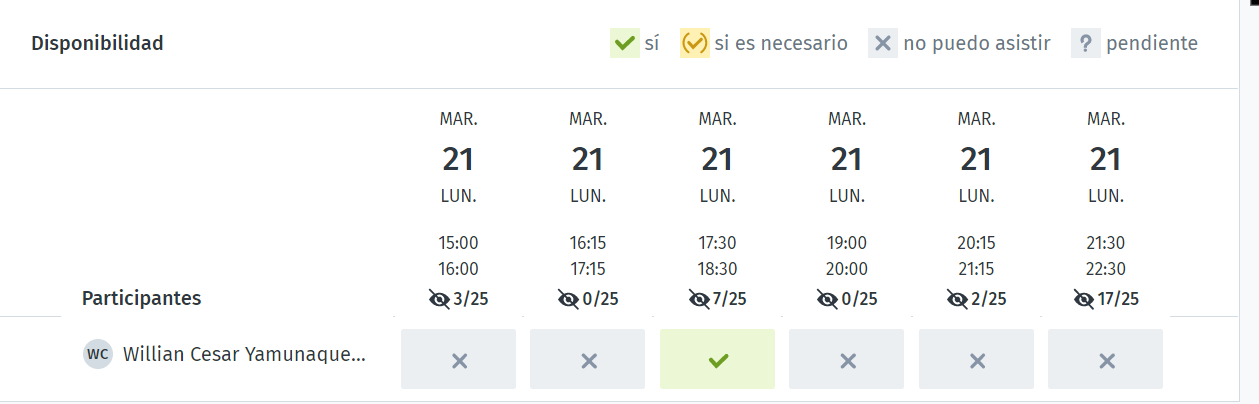 Disponibilidad sí si es necesario no puedo asistir ? pendiente
MAR. MAR. MAR. MAR. MAR. MAR.
21 21 21 21 21 21
LUN. LUN. LUN. LUN. LUN. LUN.
15:00 16:15 17:30 19:00 20:15 21:30
16:00 17:15 18:30 20:00 21:15 22:30
Participantes 3/25 0/25 7/25 0/25 2/25 17/25
WC Willian Cesar Yamunaque...